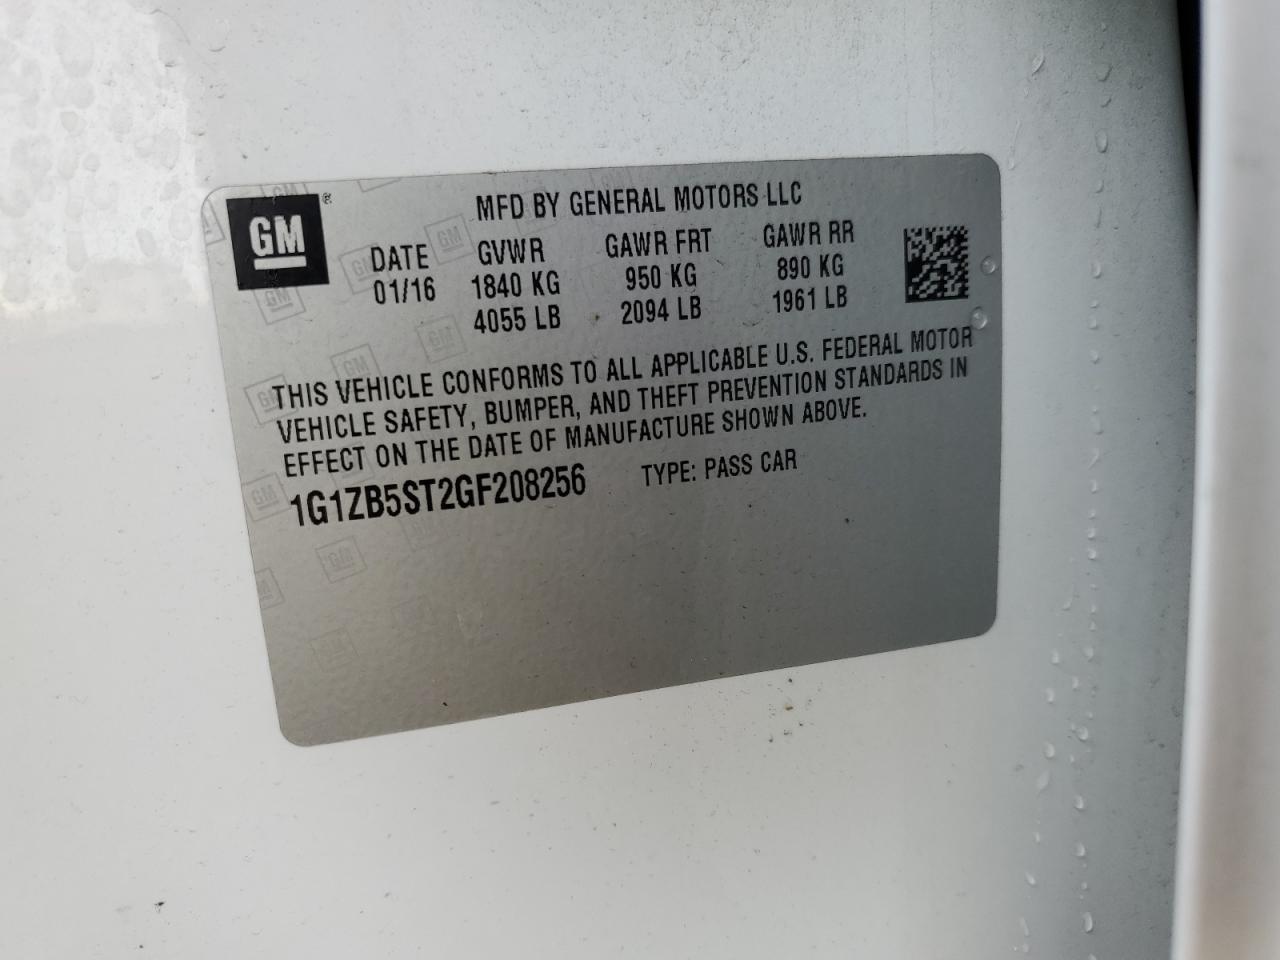 GM ®
MFD BY GENERAL MOTORS LLC
DATE GVWR GAWR FRT GAWR RR
01/16 1840 KG 950 KG 890 KG
4055 LB 2094 LB 1961 LB
THIS VEHICLE CONFORMS TO ALL APPLICABLE U.S. FEDERAL MOTOR
VEHICLE SAFETY, BUMPER, AND THEFT PREVENTION STANDARDS IN
EFFECT ON THE DATE OF MANUFACTURE SHOWN ABOVE.
1G1ZB5ST2GF208256 TYPE: PASS CAR